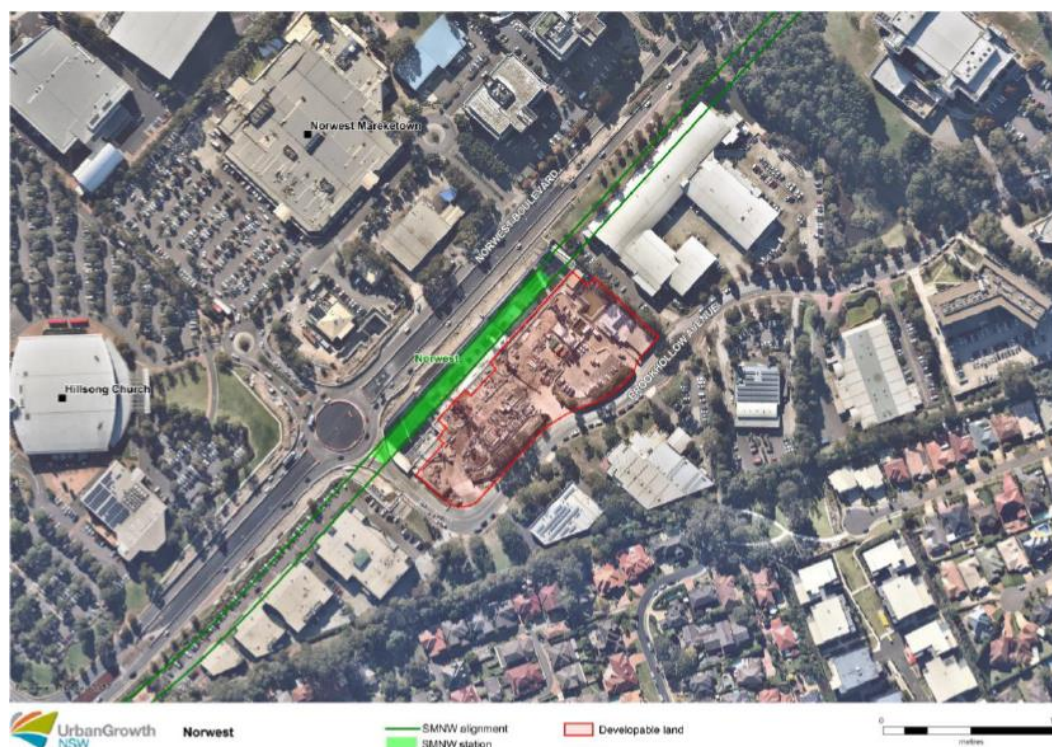 Norwest Mareketown
NORWEST BOULEVARD
Norwest
BROOKHOLLOW AVENUE
Hillsong Church
UrbanGrowth
NSW
Norwest
SMNW alignment
SMNW station
Developable land
0
metres